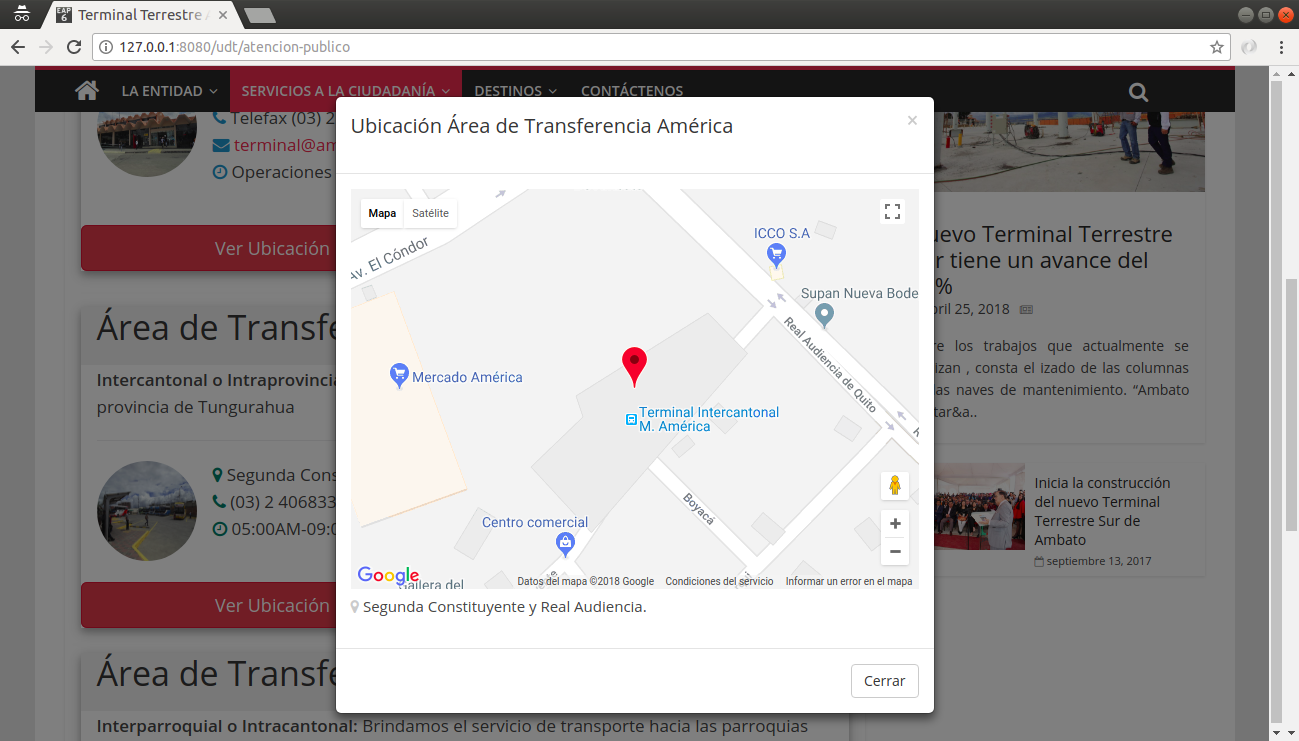 Terminal Terrestre A
127.0.0.1:8080/udt/atencion-publico
LA ENTIDAD
SERVICIOS A LA CIUDADANÍA
DESTINOS
CONTÁCTENOS
Telefax (03) 2
terminal@am
Operaciones
Ver Ubicación
Área de Transfe
Intercantonal o Intraprovincia
provincia de Tungurahua
Segunda Cons
(03) 2 406833
05:00AM-09:0
Ver Ubicación
Área de Transfe
Interparroquial o Intracantonal: Brindamos el servicio de transporte hacia las parroquias
Ubicación Área de Transferencia América
×
Mapa
Satélite
Av. El Cóndor
ICCO S.A
Supan Nueva Bode
Real Audiencia de Quito
Mercado América
Terminal Intercantonal
M. América
Boyacá
Centro comercial
Gallera del
Google
Datos del mapa ©2018 Google
Condiciones del servicio
Informar un error en el mapa
Segunda Constituyente y Real Audiencia.
Cerrar
uevo Terminal Terrestre
r tiene un avance del
%
bril 25, 2018
re los trabajos que actualmente se
izan , consta el izado de las columnas
las naves de mantenimiento. “Ambato
tar&a..
Inicia la construcción
del nuevo Terminal
Terrestre Sur de
Ambato
septiembre 13, 2017